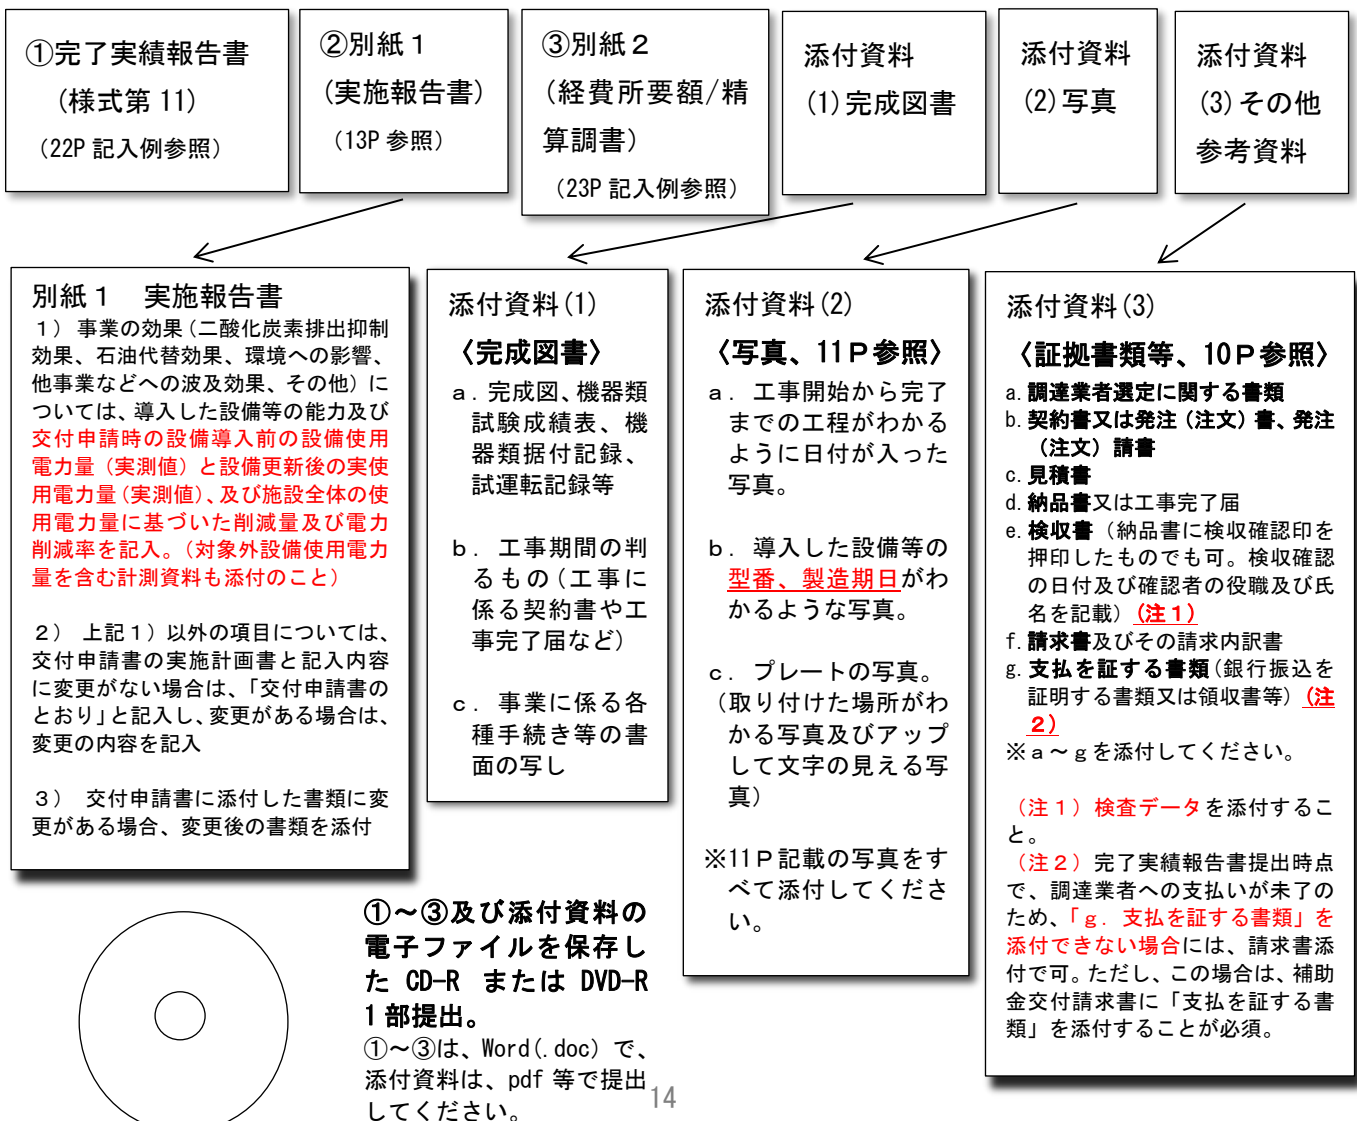 ①完了実績報告書
(様式第 11)
(22P 記入例参照)
②別紙１
(実施報告書)
(13P 参照)
③別紙２
(経費所要額/精
算調書)
(23P 記入例参照)
添付資料
(1)完成図書
添付資料
(2)写真
添付資料
(3)その他
参考資料
別紙１　実施報告書
１） 事業の効果(二酸化炭素排出抑制
効果、石油代替効果、環境への影響、
他事業などへの波及効果、その他）に
ついては、導入した設備等の能力及び
交付申請時の設備導入前の設備使用
電力量（実測値）と設備更新後の実使
用電力量(実測値)、及び施設全体の使
用電力量に基づいた削減量及び電力
削減率を記入。（対象外設備使用電力
量を含む計測資料も添付のこと）
２） 上記１）以外の項目については、
交付申請書の実施計画書と記入内容
に変更がない場合は、「交付申請書の
とおり」と記入し、変更がある場合は、
変更の内容を記入
３） 交付申請書に添付した書類に変
更がある場合、変更後の書類を添付
添付資料(1)
〈完成図書〉
ａ．完成図、機器類
試験成績表、機
器類据付記録、
試運転記録等
ｂ．工事期間の判
るもの(工事に
係る契約書や工
事完了届など)
ｃ．事業に係る各
種手続き等の書
面の写し
添付資料(2)
〈写真、11Ｐ参照〉
ａ．工事開始から完了
までの工程がわかる
ように日付が入った
写真。
ｂ．導入した設備等の
型番、製造期日がわ
かるような写真。
ｃ．プレートの写真。
（取り付けた場所がわ
かる写真及びアップ
して文字の見える写
真）
※11Ｐ記載の写真をす
べて添付してくださ
い。
添付資料(3)
〈証拠書類等、10Ｐ参照〉
a.調達業者選定に関する書類
b.契約書又は発注（注文）書、発注
（注文）請書
c.見積書
d.納品書又は工事完了届
e.検収書（納品書に検収確認印を
押印したものでも可。検収確認
の日付及び確認者の役職及び氏
名を記載）(注１)
f.請求書及びその請求内訳書
g.支払を証する書類(銀行振込を
証明する書類又は領収書等)(注
２)
※ａ～ｇを添付してください。
（注１）検査データを添付するこ
と。
（注２）完了実績報告書提出時点
で、調達業者への支払いが未了の
ため、「ｇ．支払を証する書類」を
添付できない場合には、請求書添
付で可。ただし、この場合は、補助
金交付請求書に「支払を証する書
類」を添付することが必須。
①～③及び添付資料の
電子ファイルを保存し
た CD-R または DVD-R
1 部提出。
①～③は、Word(.doc) で、
添付資料は、pdf 等で提出
してください。
14